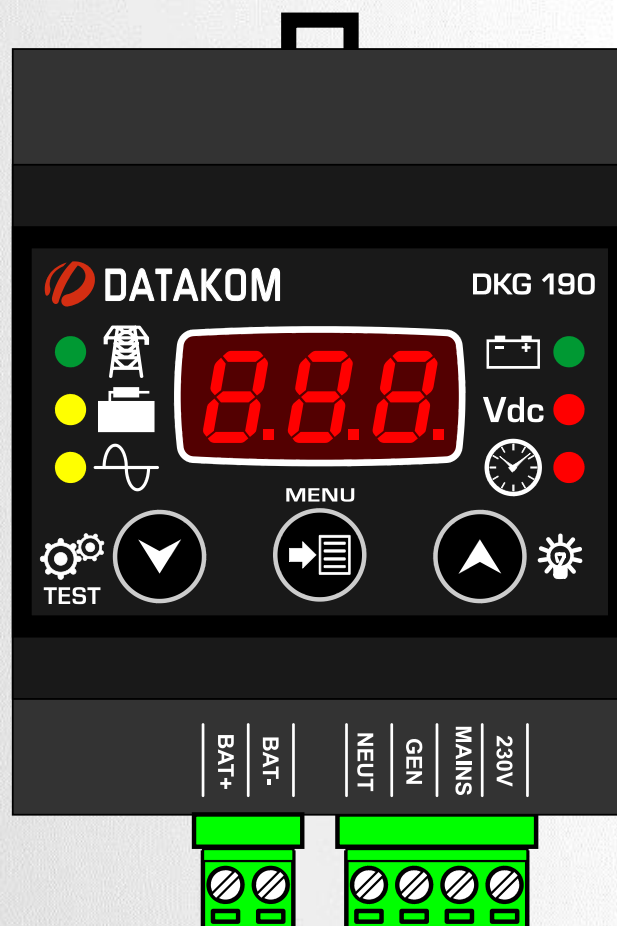 DATAKOM
DKG 190
8.8.8.
Vdc
MENU
TEST
BAT+
BAT-
NEUT
GEN
MAINS
230V